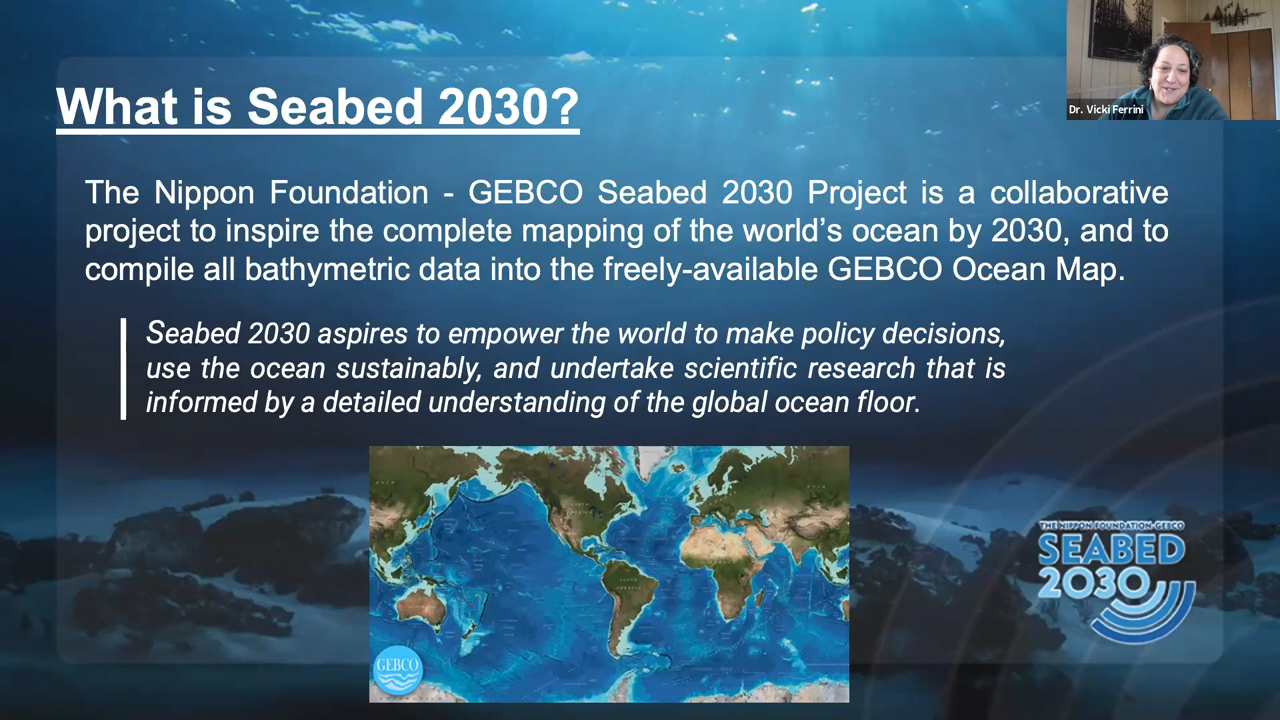 What is Seabed 2030?
Dr. Vicki Ferrini
The Nippon Foundation - GEBCO Seabed 2030 Project is a collaborative
project to inspire the complete mapping of the world's ocean by 2030, and to
compile all bathymetric data into the freely-available GEBCO Ocean Map.
Seabed 2030 aspires to empower the world to make policy decisions,
use the ocean sustainably, and undertake scientific research that is
informed by a detailed understanding of the global ocean floor.
THE NIPPON FOUNDATION-GEBCO
SEABED
2030
GEBCO